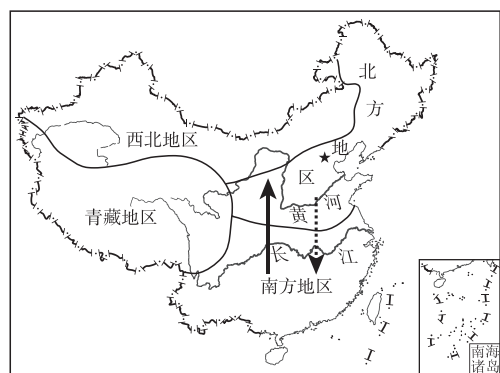 北方地区
西北地区
青藏地区
黄河
长江
南方地区
南海
诸岛